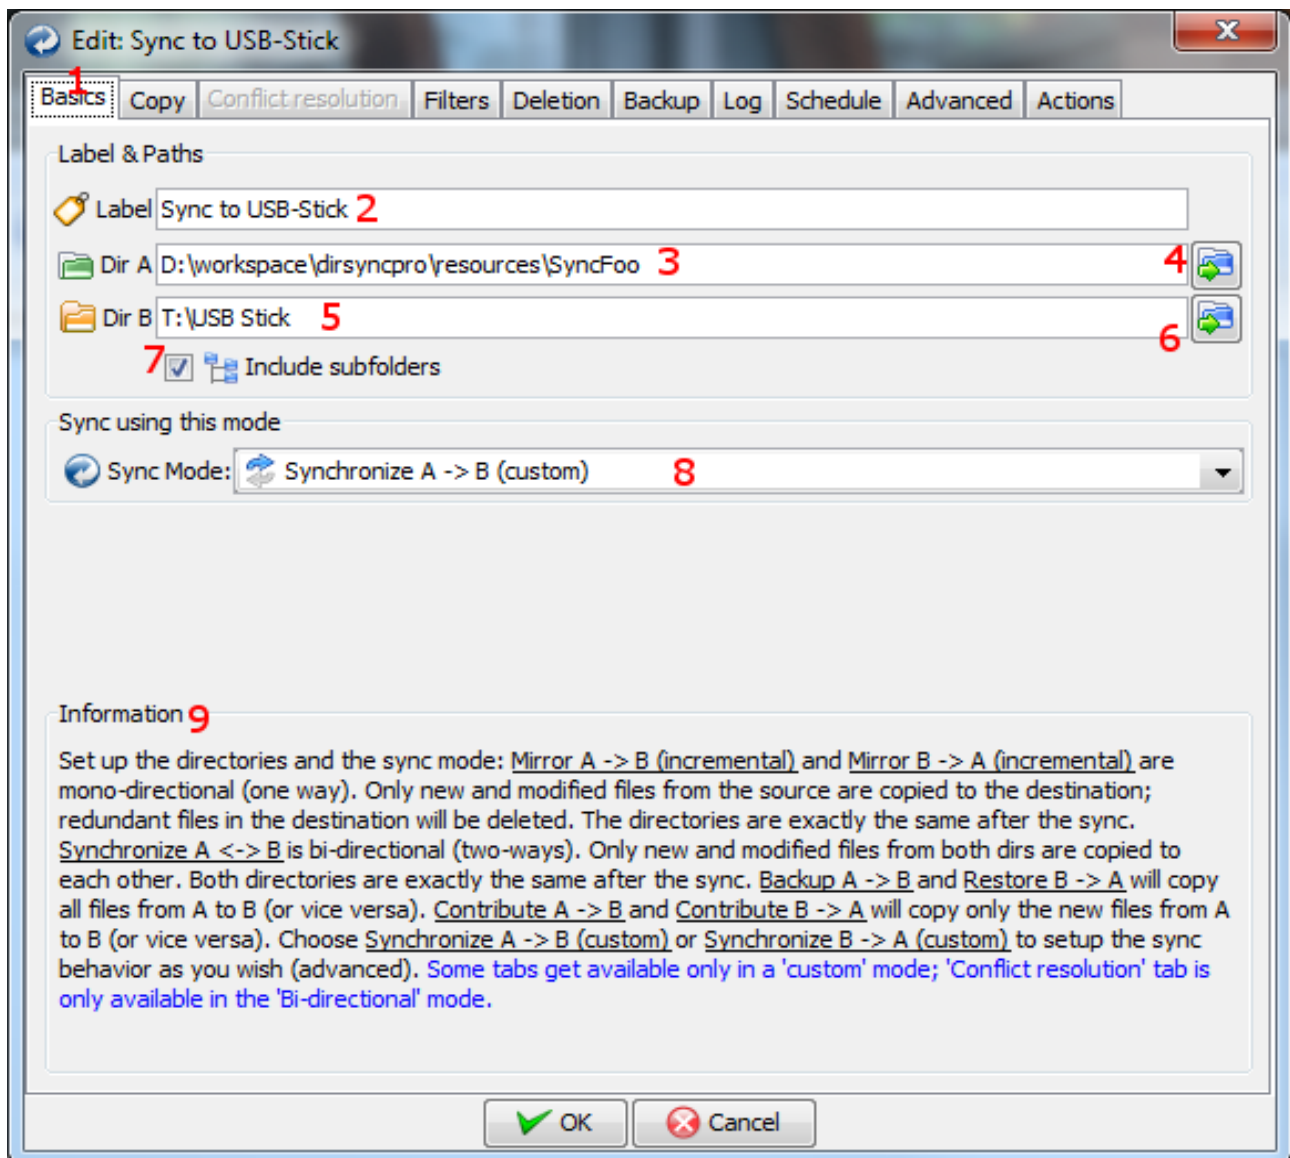 Edit: Sync to USB-Stick
X
1
Basics Copy Conflict resolution Filters Deletion Backup Log Schedule Advanced Actions
Label & Paths
Label Sync to USB-Stick 2
Dir A D:\workspace\dirsyncpro\resources\SyncFoo 3 4
Dir B T:\USB Stick 5 6
7 Include subfolders
Sync using this mode
Sync Mode: Synchronize A -> B (custom) 8
Information 9
Set up the directories and the sync mode: Mirror A -> B (incremental) and Mirror B -> A (incremental) are
mono-directional (one way). Only new and modified files from the source are copied to the destination;
redundant files in the destination will be deleted. The directories are exactly the same after the sync.
Synchronize A <-> B is bi-directional (two-ways). Only new and modified files from both dirs are copied to
each other. Both directories are exactly the same after the sync. Backup A -> B and Restore B -> A will copy
all files from A to B (or vice versa). Contribute A -> B and Contribute B -> A will copy only the new files from A
to B (or vice versa). Choose Synchronize A -> B (custom) or Synchronize B -> A (custom) to setup the sync
behavior as you wish (advanced). Some tabs get available only in a 'custom' mode; 'Conflict resolution' tab is
only available in the 'Bi-directional' mode.
OK Cancel